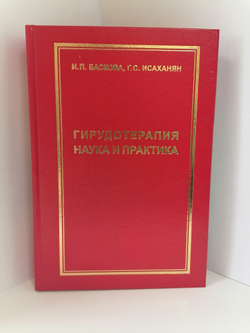 И.П. БАСКОВА, Г.С. ИСАХАНЯН
ГИРУДОТЕРАПИЯ
НАУКА И ПРАКТИКА